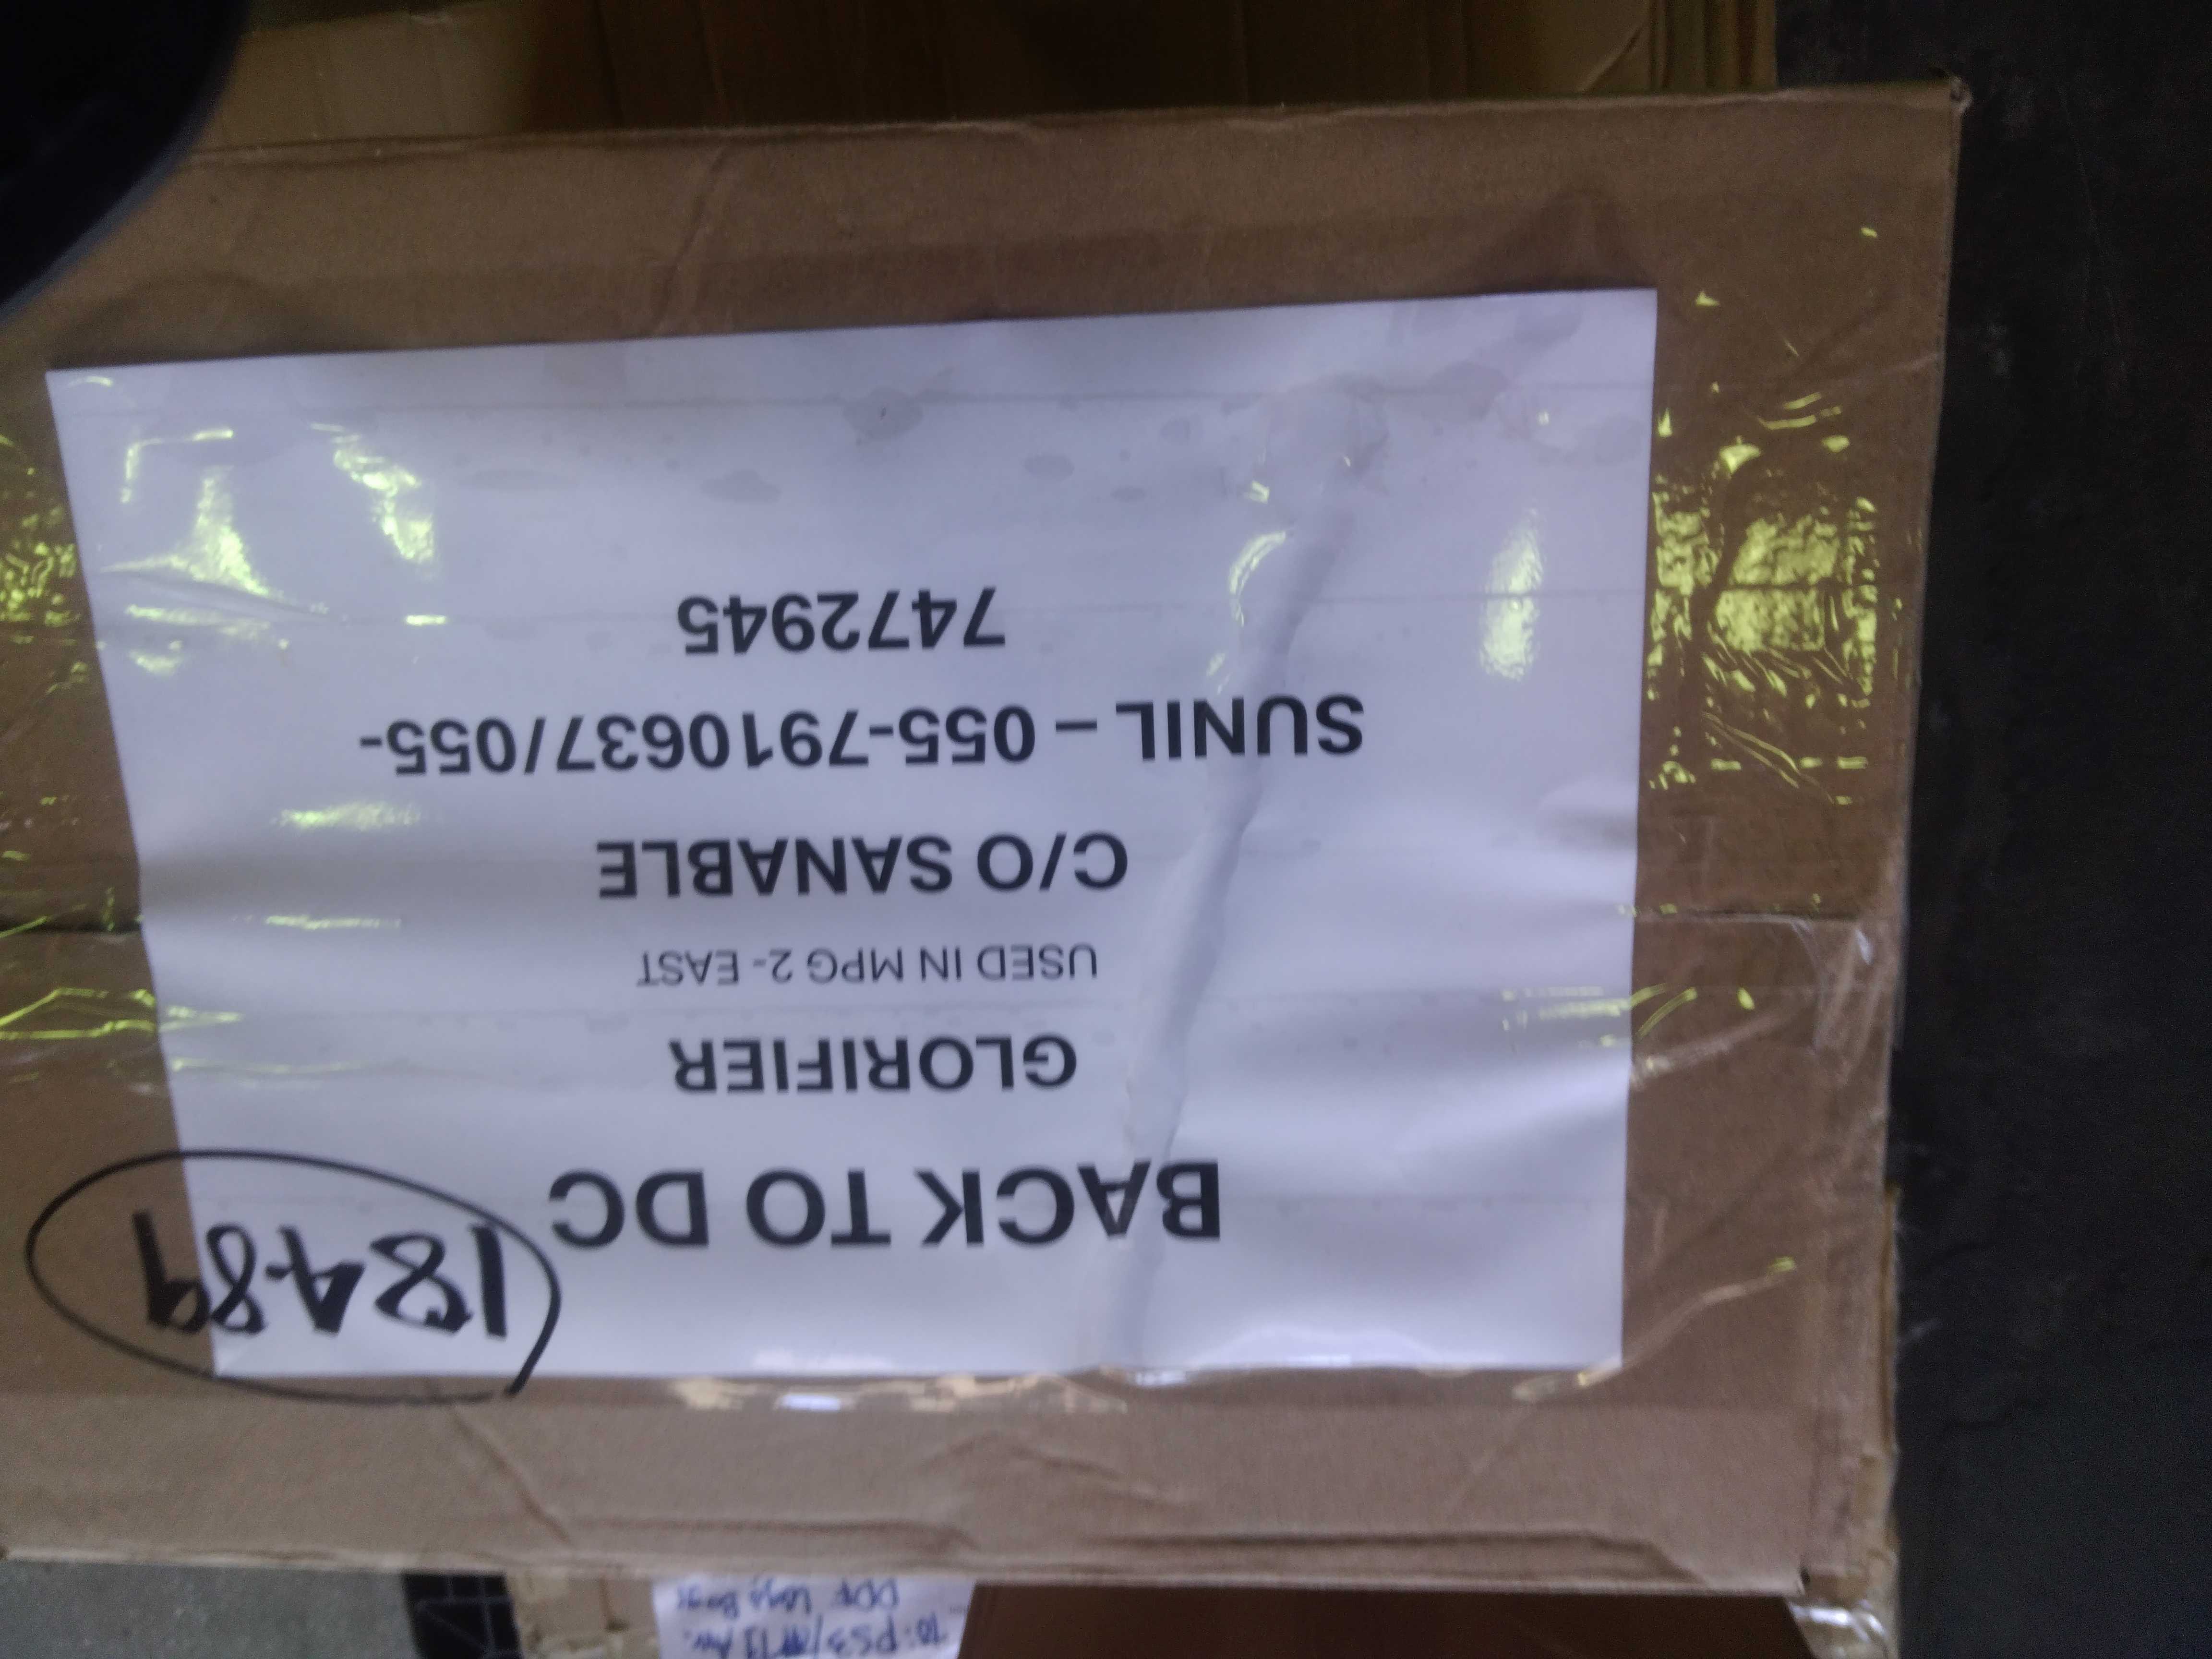 18489
BACK TO DC
GLORIFIER
USED IN MPG 2- EAST
C/O SANABLE
SUNIL – 055-7910637/055-
7472945